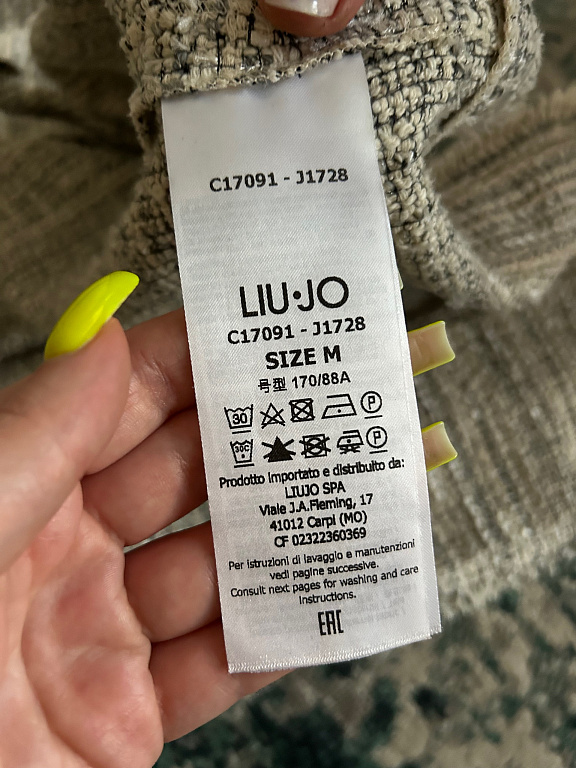 C17091 - J1728
LIU·JO
C17091 - J1728
SIZE M
号型 170/88A
30 P
30C P
Prodotto importato e distribuito da:
LIUJO SPA
Viale J.A.Fleming, 17
41012 Carpi (MO)
CF 02322360369
Per istruzioni di lavaggio e manutenzioni
vedi pagine successive.
Consult next pages for washing and care
instructions.
EAC